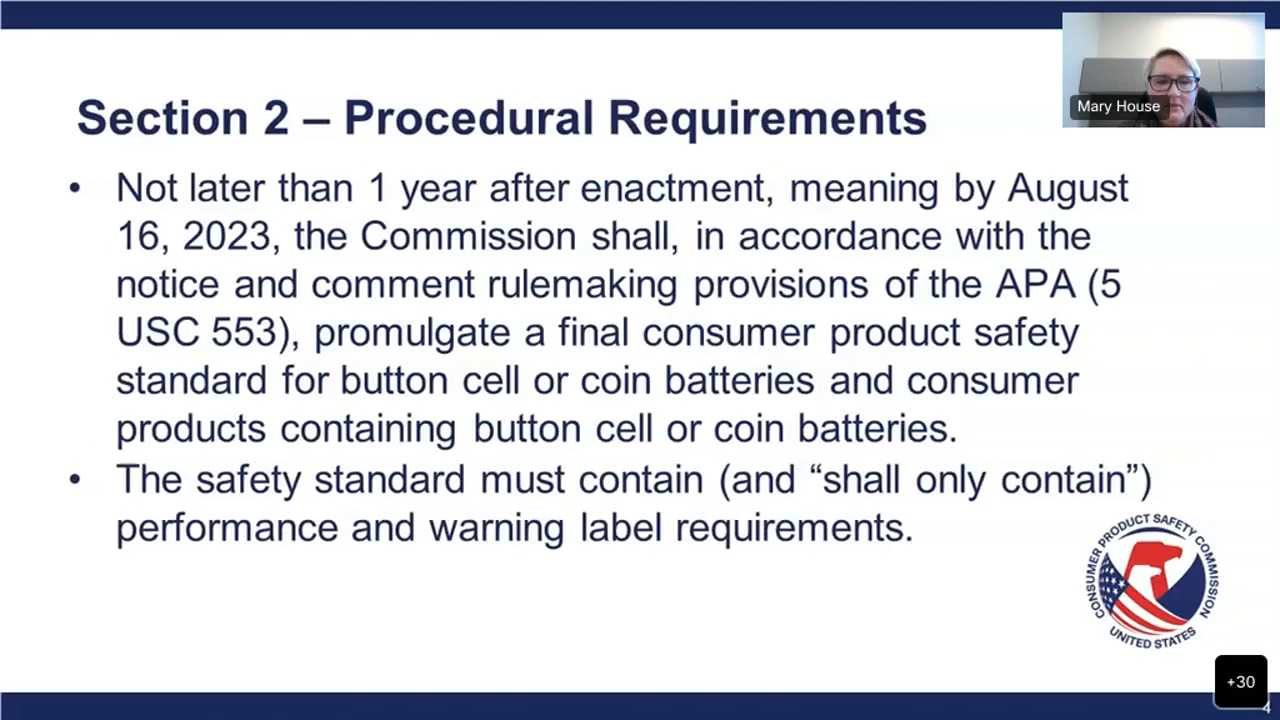 Mary House
Section 2 – Procedural Requirements
• Not later than 1 year after enactment, meaning by August
16, 2023, the Commission shall, in accordance with the
notice and comment rulemaking provisions of the APA (5
USC 553), promulgate a final consumer product safety
standard for button cell or coin batteries and consumer
products containing button cell or coin batteries.
• The safety standard must contain (and “shall only contain”)
performance and warning label requirements.
CONSUMER PRODUCT SAFETY COMMISSION
UNITED STATES
+30
4